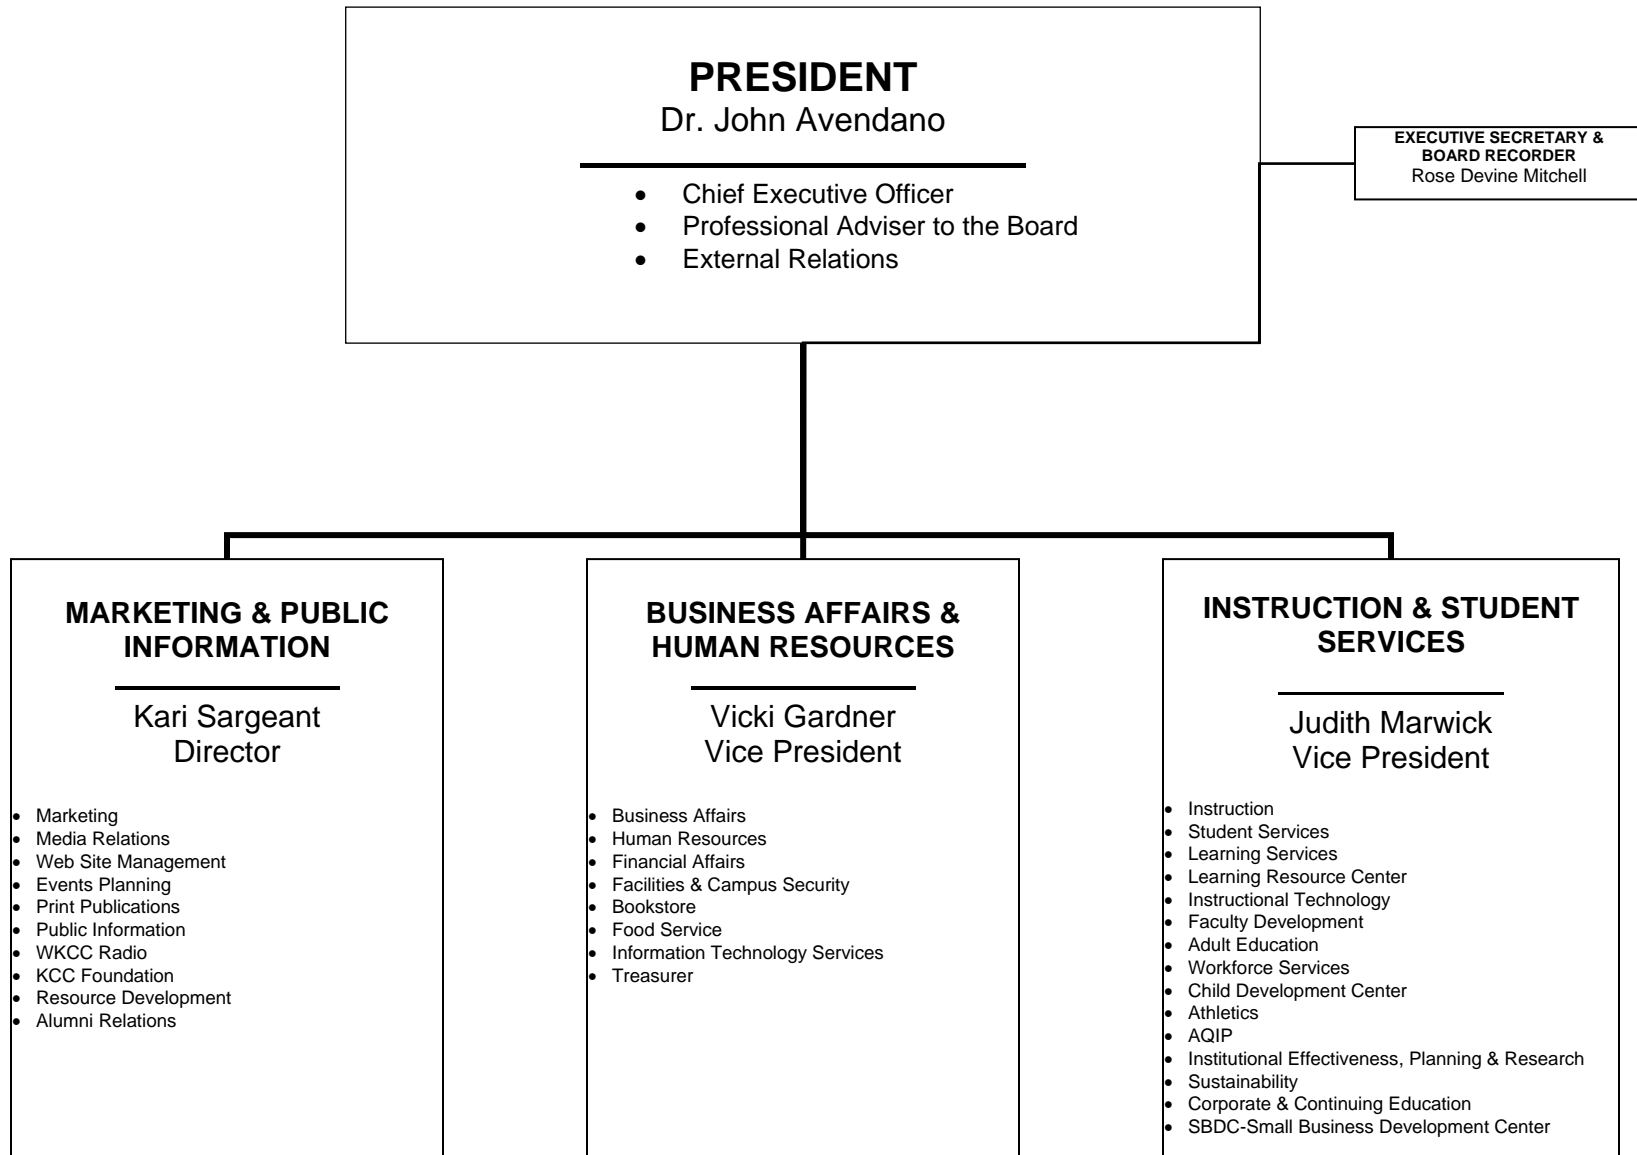 PRESIDENT
Dr. John Avendano
• Chief Executive Officer
• Professional Adviser to the Board
• External Relations
EXECUTIVE SECRETARY &
BOARD RECORDER
Rose Devine Mitchell
MARKETING & PUBLIC
INFORMATION
Kari Sargeant
Director
• Marketing
• Media Relations
• Web Site Management
• Events Planning
• Print Publications
• Public Information
• WKCC Radio
• KCC Foundation
• Resource Development
• Alumni Relations
BUSINESS AFFAIRS &
HUMAN RESOURCES
Vicki Gardner
Vice President
• Business Affairs
• Human Resources
• Financial Affairs
• Facilities & Campus Security
• Bookstore
• Food Service
• Information Technology Services
• Treasurer
INSTRUCTION & STUDENT
SERVICES
Judith Marwick
Vice President
• Instruction
• Student Services
• Learning Services
• Learning Resource Center
• Instructional Technology
• Faculty Development
• Adult Education
• Workforce Services
• Child Development Center
• Athletics
• AQIP
• Institutional Effectiveness, Planning & Research
• Sustainability
• Corporate & Continuing Education
• SBDC-Small Business Development Center